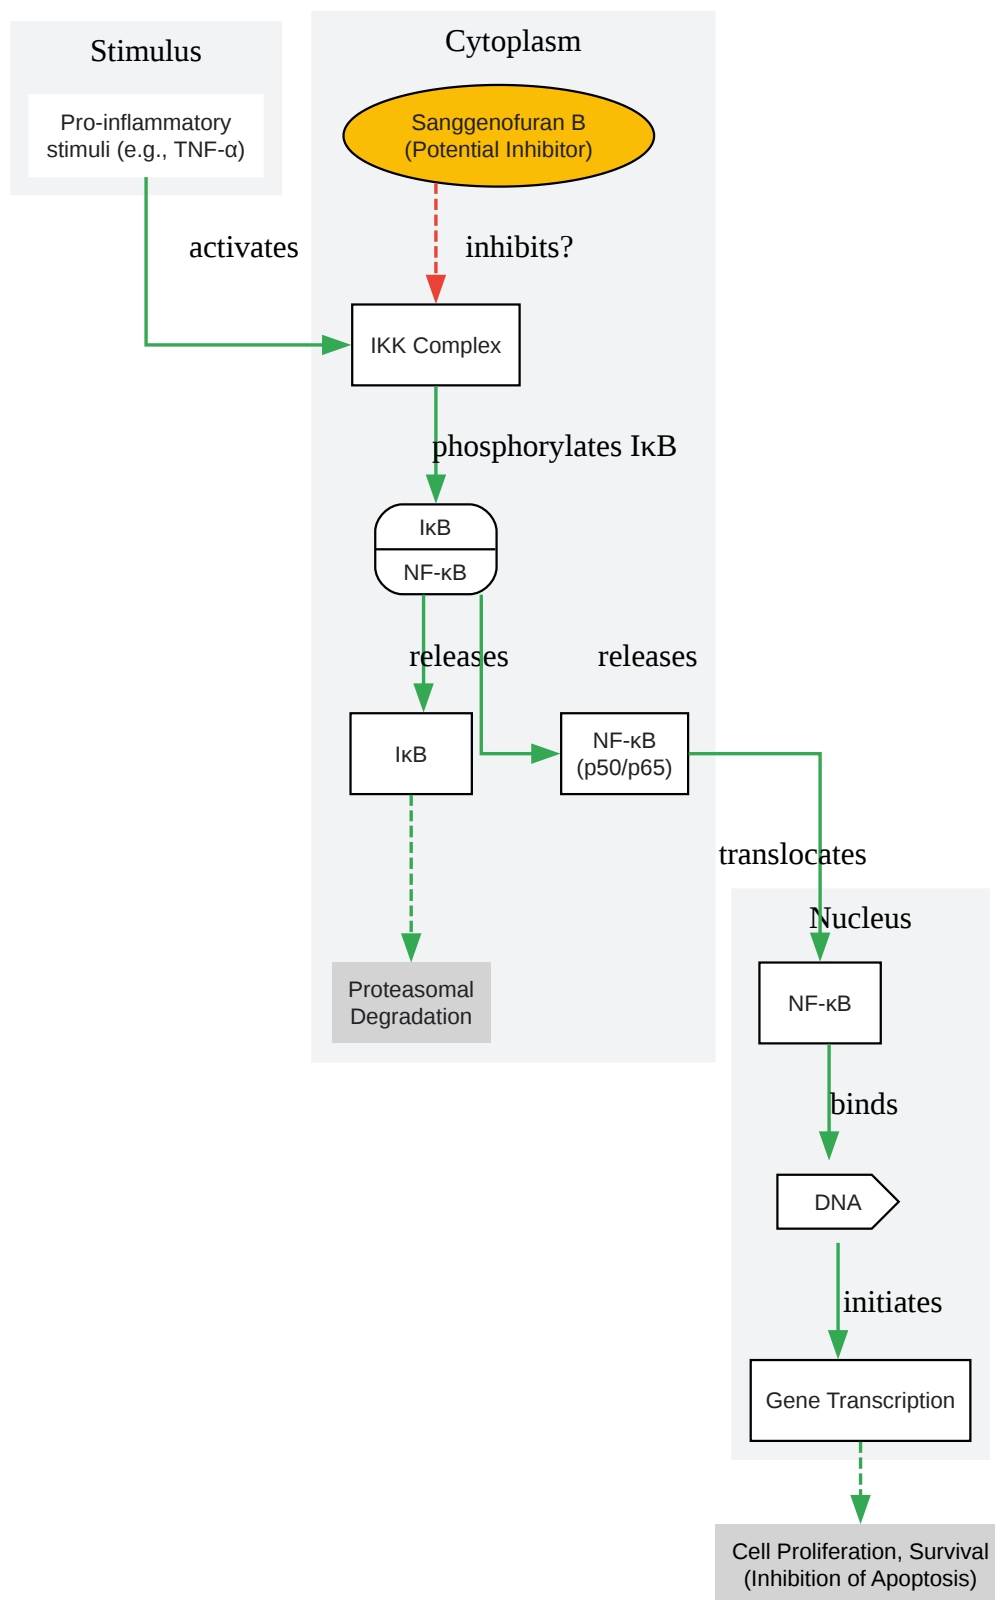 Stimulus
Pro-inflammatory
stimuli (e.g., TNF-α)
Cytoplasm
Sanggenofuran B
(Potential Inhibitor)
activates
inhibits?
IKK Complex
phosphorylates IκB
IκB
NF-κB
releases
releases
IκB
NF-κB
(p50/p65)
translocates
Proteasomal
Degradation
Nucleus
NF-κB
binds
DNA
initiates
Gene Transcription
Cell Proliferation, Survival
(Inhibition of Apoptosis)